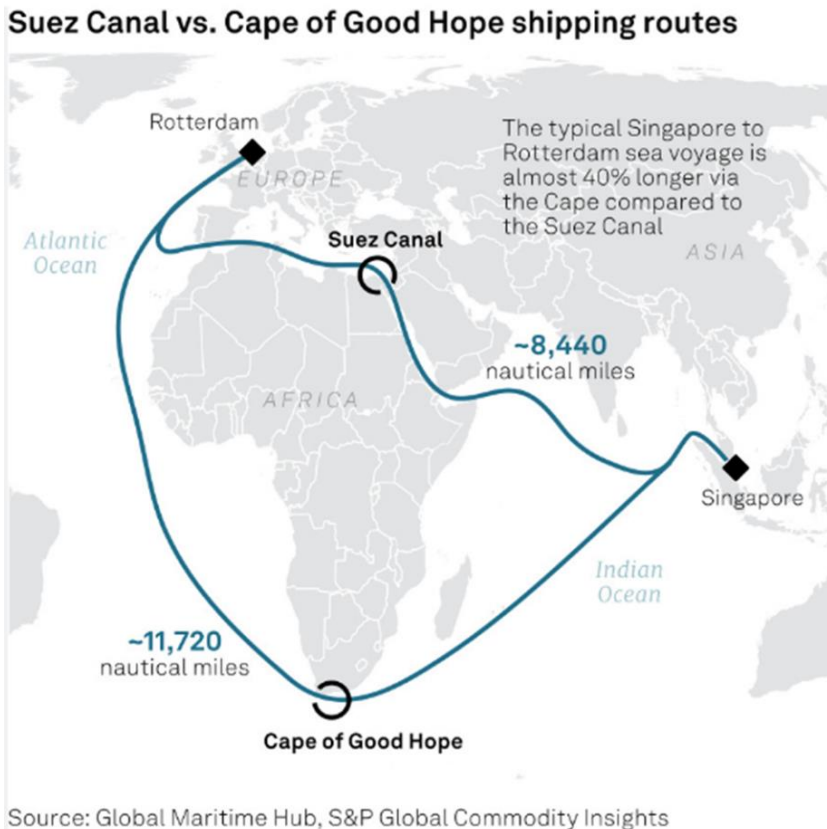 Suez Canal vs. Cape of Good Hope shipping routes
Rotterdam
The typical Singapore to
Rotterdam sea voyage is
almost 40% longer via
the Cape compared to
the Suez Canal
EUROPE
Atlantic
Ocean
Suez Canal
ASIA
~8,440
nautical miles
AFRICA
Singapore
Indian
Ocean
~11,720
nautical miles
Cape of Good Hope
Source: Global Maritime Hub, S&P Global Commodity Insights